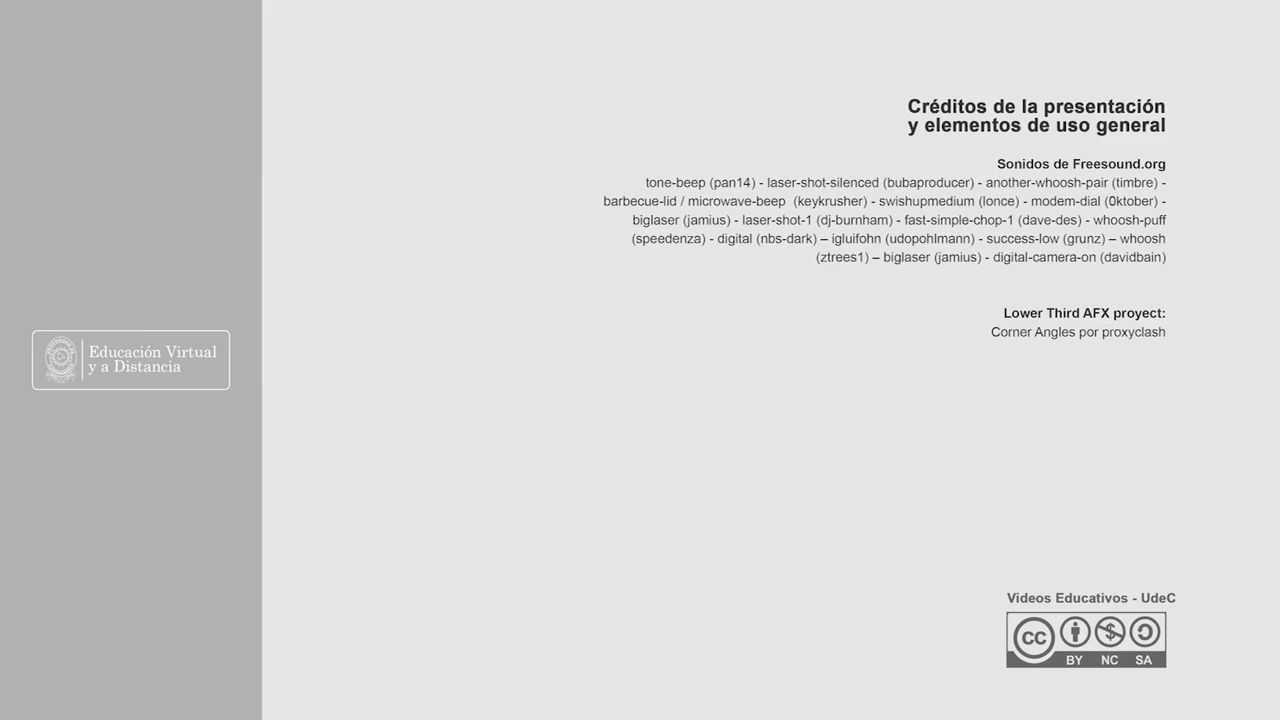 Créditos de la presentación
y elementos de uso general
Sonidos de Freesound.org
tone-beep (pan14) - laser-shot-silenced (bubaproducer) - another-whoosh-pair (timbre) -
barbecue-lid / microwave-beep  (keykrusher) - swishupmedium (lonce) - modem-dial (0ktober) -
biglaser (jamius) - laser-shot-1 (dj-burnham) - fast-simple-chop-1 (dave-des) - whoosh-puff
(speedenza) - digital (nbs-dark) – igluifohn (udopohlmann) - success-low (grunz) – whoosh
(ztrees1) – biglaser (jamius) - digital-camera-on (davidbain)
Lower Third AFX proyect:
Corner Angles por proxyclash
Educación Virtual
y a Distancia
Videos Educativos - UdeC
CC
BY NC SA